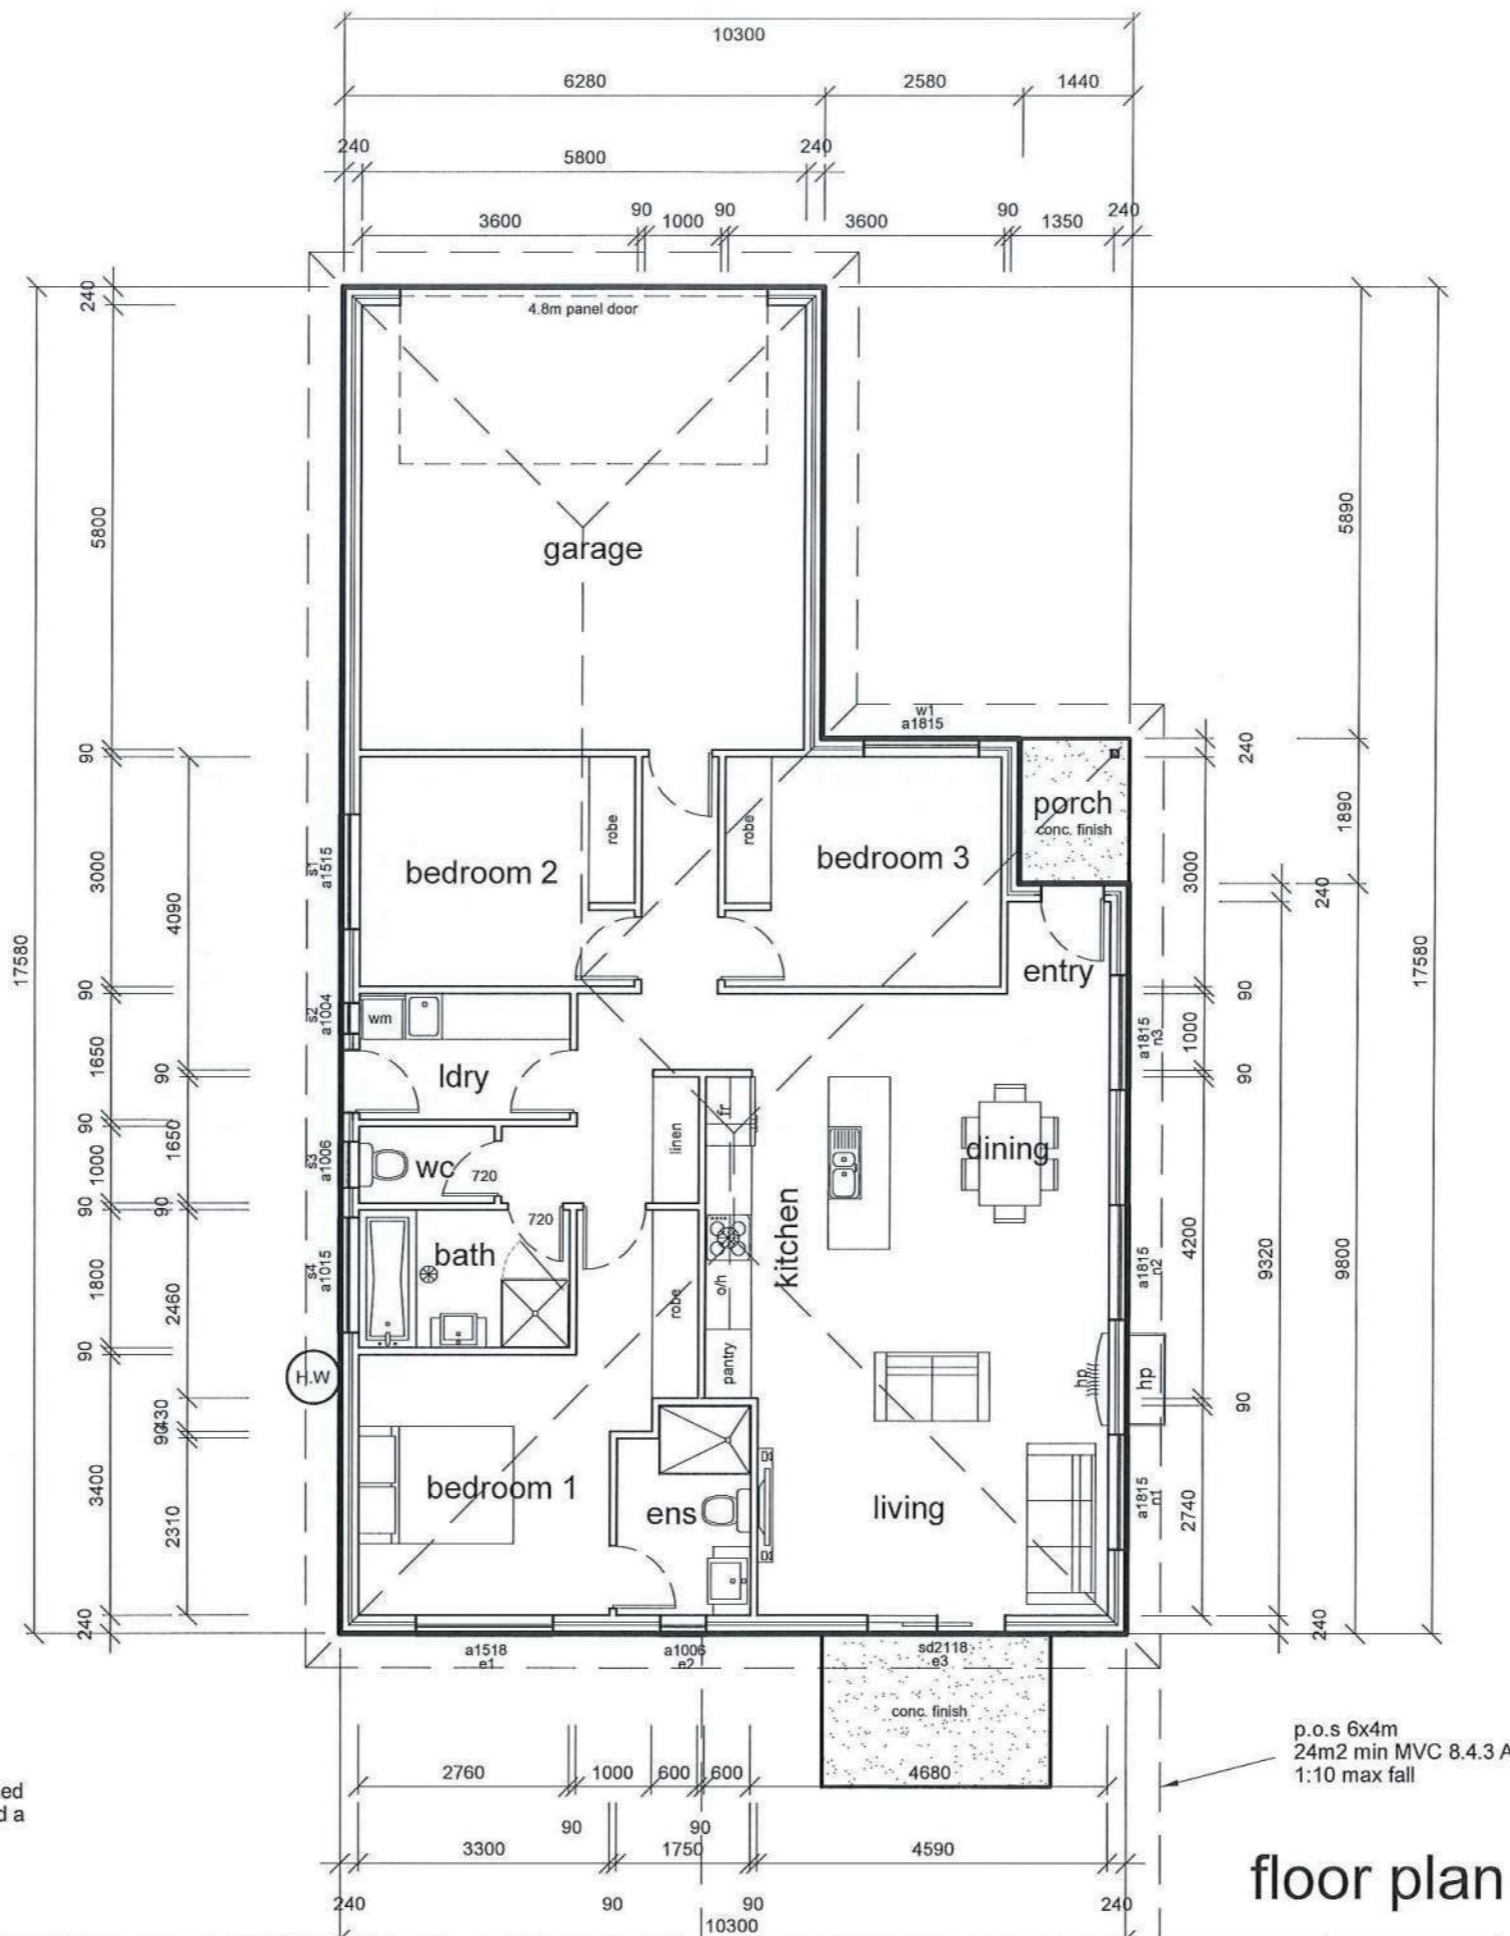 10300
6280 2580 1440
240 5800 240
3600 90 1000 90 3600 90 1350 240
4.8m panel door
garage
w1
a1815
porch
conc. finish
bedroom 2
robe
robe
bedroom 3
entry
wm
ldry
linen
fr
dining
wc
720
720
bath
kitchen
o/h
robe
pantry
H.W
hp
hp
bedroom 1
ens
living
s1
a1515
s2
a1004
s3
a1006
s4
a1015
a1815
n3
a1815
n2
a1815
n1
17580
240
5800
90
3000
90
1650
90
1000
90
1800
90
3400
240
4090
90
1650
90
2460
430
90
2310
240
3000
90
1000
90
4200
90
2740
240
9320
240
5890
1890
9800
17580
a1518
e1
a1006
e2
sd2118
e3
conc. finish
p.o.s 6x4m
24m2 min MVC 8.4.3 A
1:10 max fall
2760 1000 600 600 4680
90 90
3300 1750 4590
240 90 90 240
10300
ed
d a
floor plan